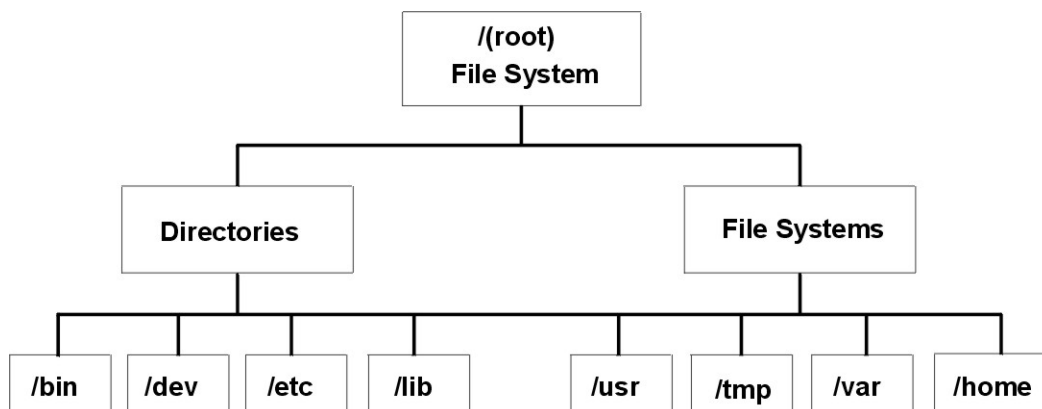 /(root)
File System
Directories
File Systems
/bin
/dev
/etc
/lib
/usr
/tmp
/var
/home